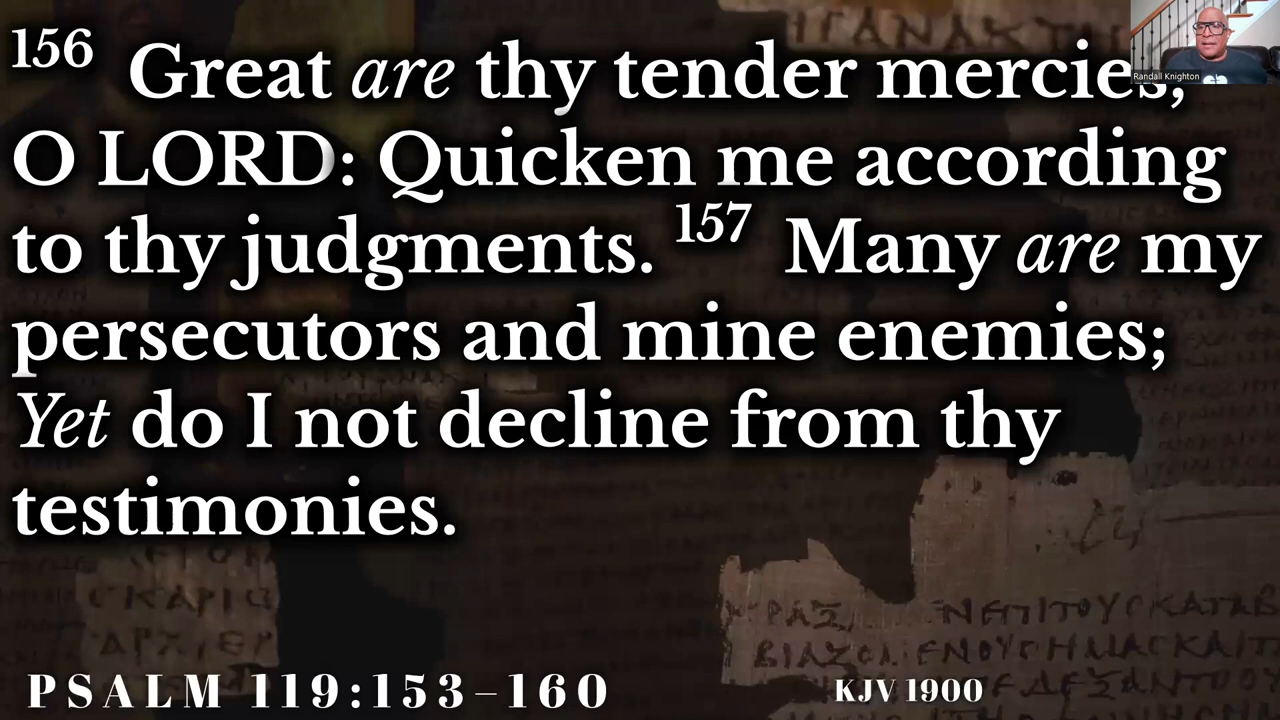 156 Great are thy tender mercies,
O LORD: Quicken me according
to thy judgments. 157 Many are my
persecutors and mine enemies;
Yet do I not decline from thy
testimonies.
PSALM 119:153–160
KJV 1900
Randall Knighton